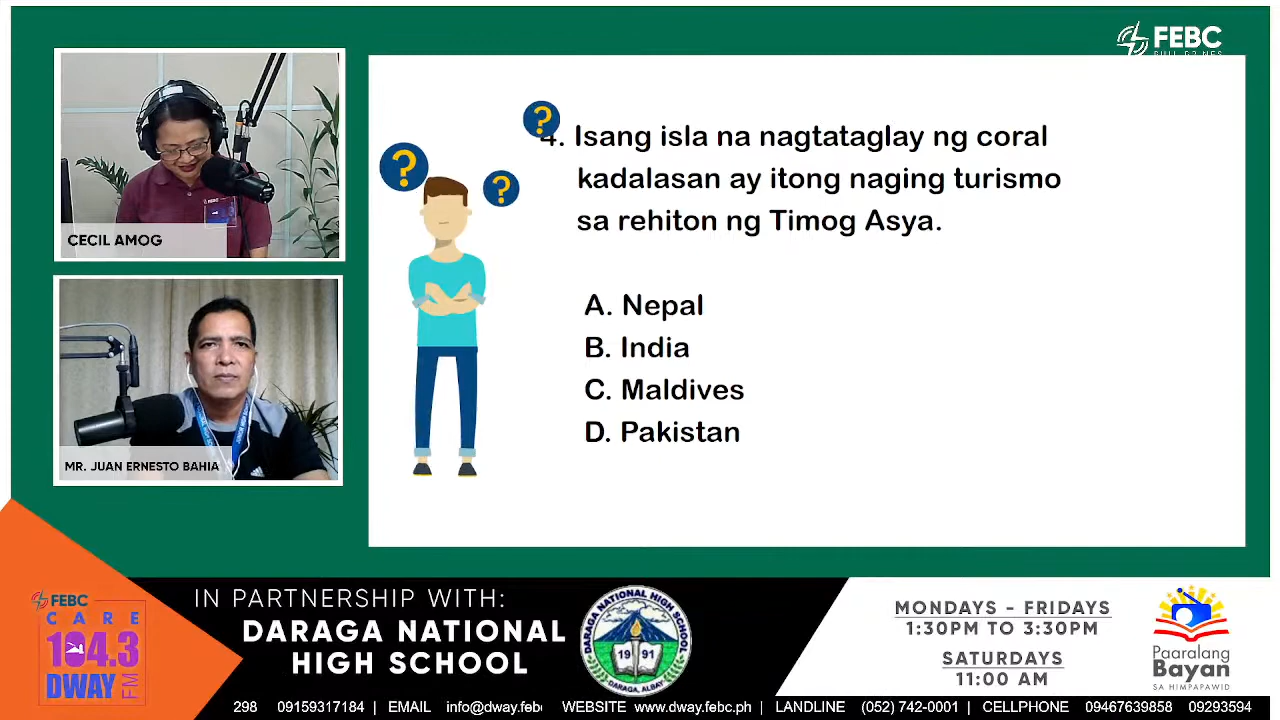 FEBC
4. Isang isla na nagtataglay ng coral
kadalasan ay itong naging turismo
sa rehiton ng Timog Asya.
A. Nepal
B. India
C. Maldives
D. Pakistan
CECIL AMOG
MR. JUAN ERNESTO BAHIA
FEBC
CARE
104.3
DWAY
FM
IN PARTNERSHIP WITH:
DARAGA NATIONAL
HIGH SCHOOL
DARAGA NATIONAL HIGH SCHOOL
1991
DARAGA, ALBAY
MONDAYS - FRIDAYS
1:30PM TO 3:30PM
SATURDAYS
11:00 AM
Paaralang
Bayan
SA HIMPAPAWID
298 09159317184 | EMAIL info@dway.febc WEBSITE www.dway.febc.ph | LANDLINE (052) 742-0001 | CELLPHONE 09467639858 09293594